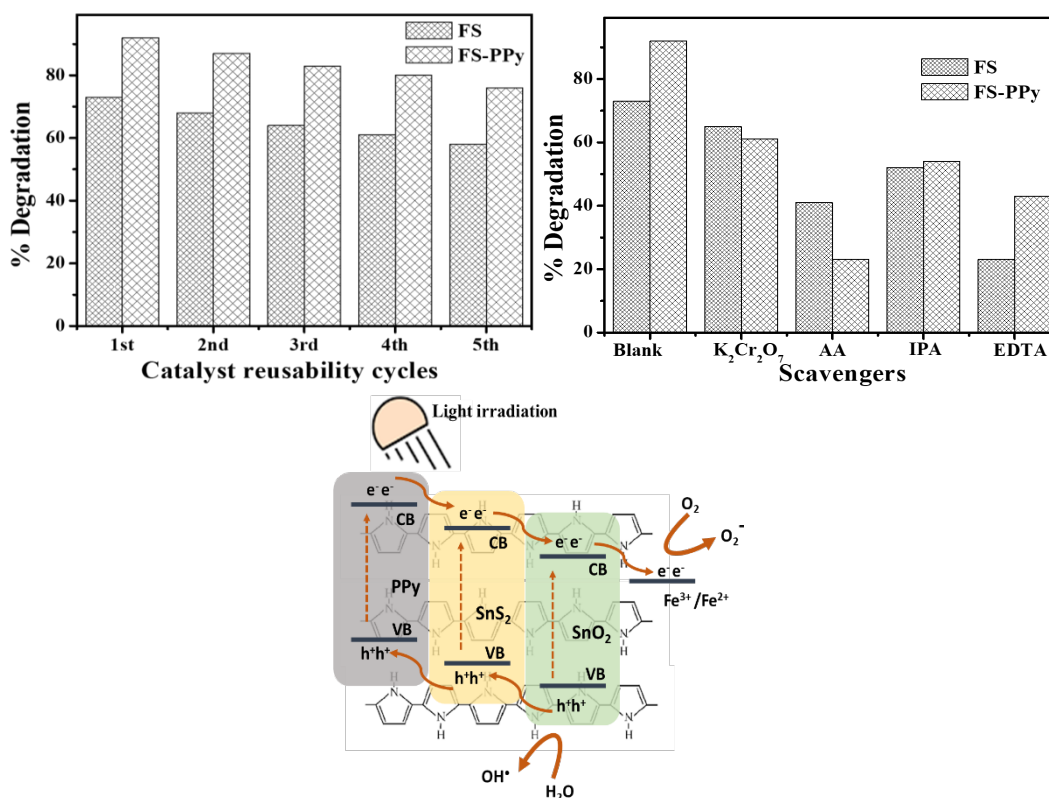 FS
FS-PPy
% Degradation
80
60
40
20
0
1st 2nd 3rd 4th 5th
Catalyst reusability cycles
FS
FS-PPy
% Degradation
80
60
40
20
0
Blank K₂Cr₂O₇ AA IPA EDTA
Scavengers
Light irradiation
e⁻ e⁻
CB
PPy
VB
h⁺h⁺
e⁻ e⁻
CB
SnS₂
VB
h⁺h⁺
e⁻ e⁻
CB
SnO₂
VB
h⁺h⁺
O₂
O₂⁻
e⁻ e⁻
Fe³⁺/Fe²⁺
OH•
H₂O
H
N
H
N
H
N
N
H
N
H
N
H
H
N
H
N
H
N
N
H
N
H
N
H
H
N
H
N
H
N
N
H
N
H
N
H